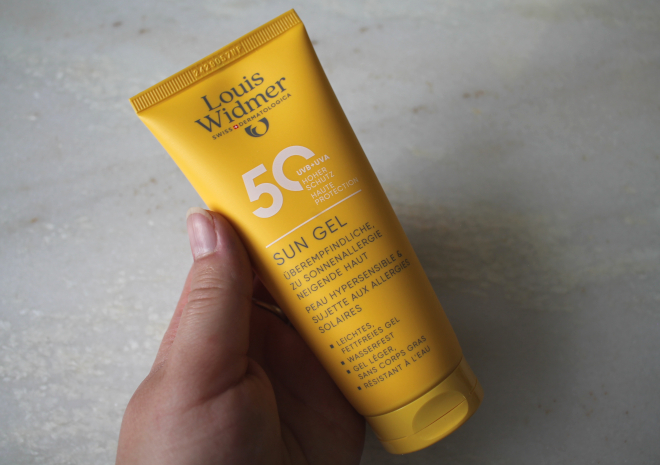 Louis
Widmer
SWISS DERMATOLOGICA
50
UVB+UVA
HOHER
SCHUTZ
HAUTE
PROTECTION
SUN GEL
ÜBEREMPFINDLICHE,
ZU SONNENALLERGIE
NEIGENDE HAUT
PEAU HYPERSENSIBLE &
SUJETTE AUX ALLERGIES
SOLAIRES
LEICHTES,
FETTFREIES GEL
WASSERFEST
GEL LÉGER,
SANS CORPS GRAS
RÉSISTANT À L'EAU